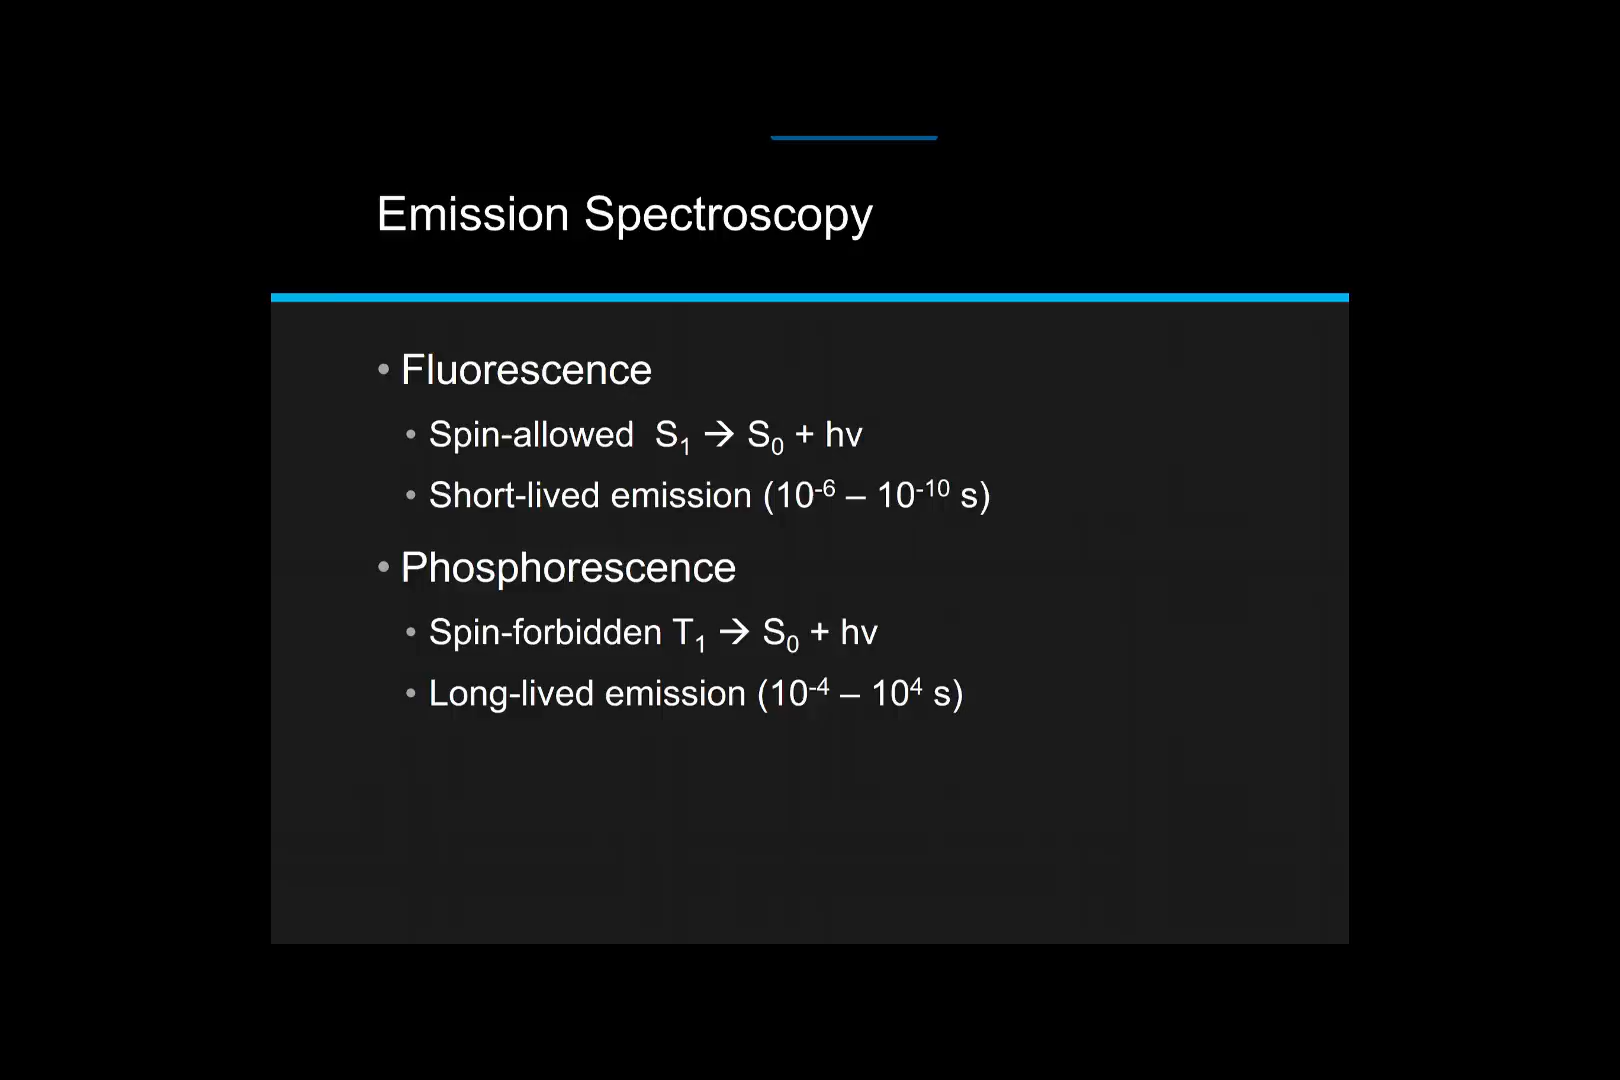 Emission Spectroscopy
• Fluorescence
• Spin-allowed S₁ → S₀ + hv
• Short-lived emission (10⁻⁶ – 10⁻¹⁰ s)
• Phosphorescence
• Spin-forbidden T₁ → S₀ + hv
• Long-lived emission (10⁻⁴ – 10⁴ s)